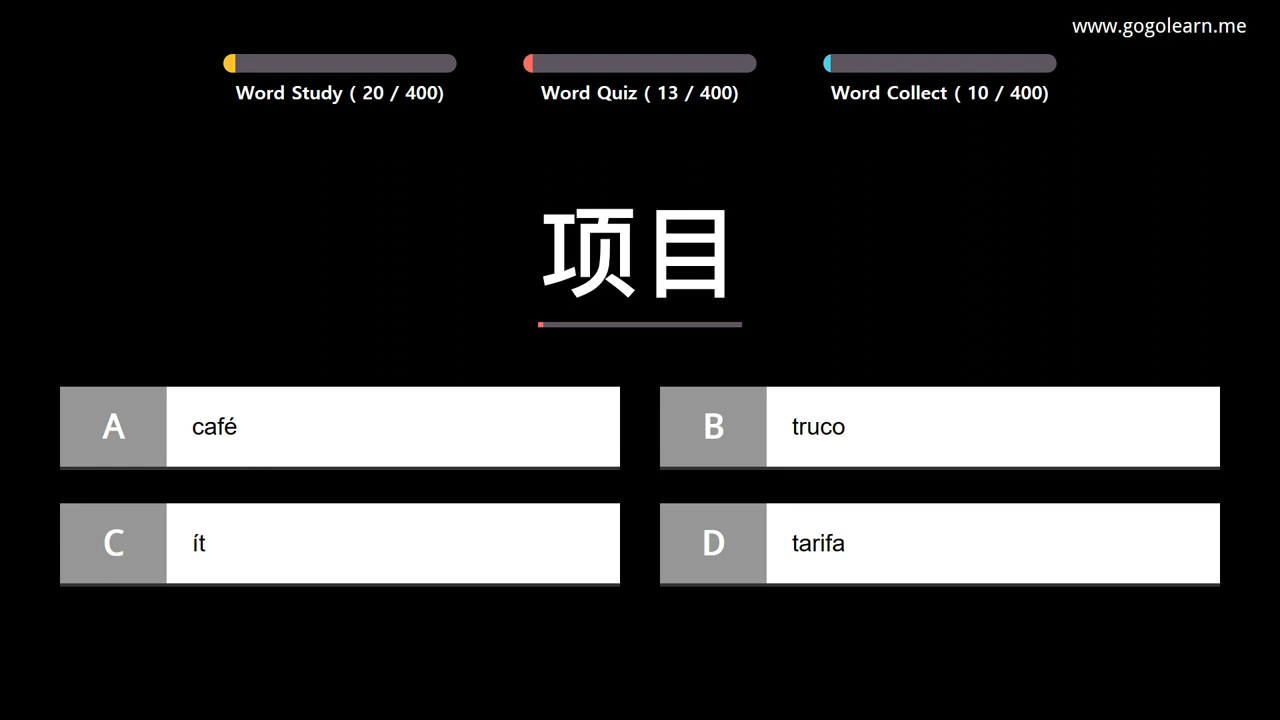 www.gogolearn.me
Word Study ( 20 / 400)
Word Quiz ( 13 / 400)
Word Collect ( 10 / 400)
项目
A café
B truco
C ít
D tarifa